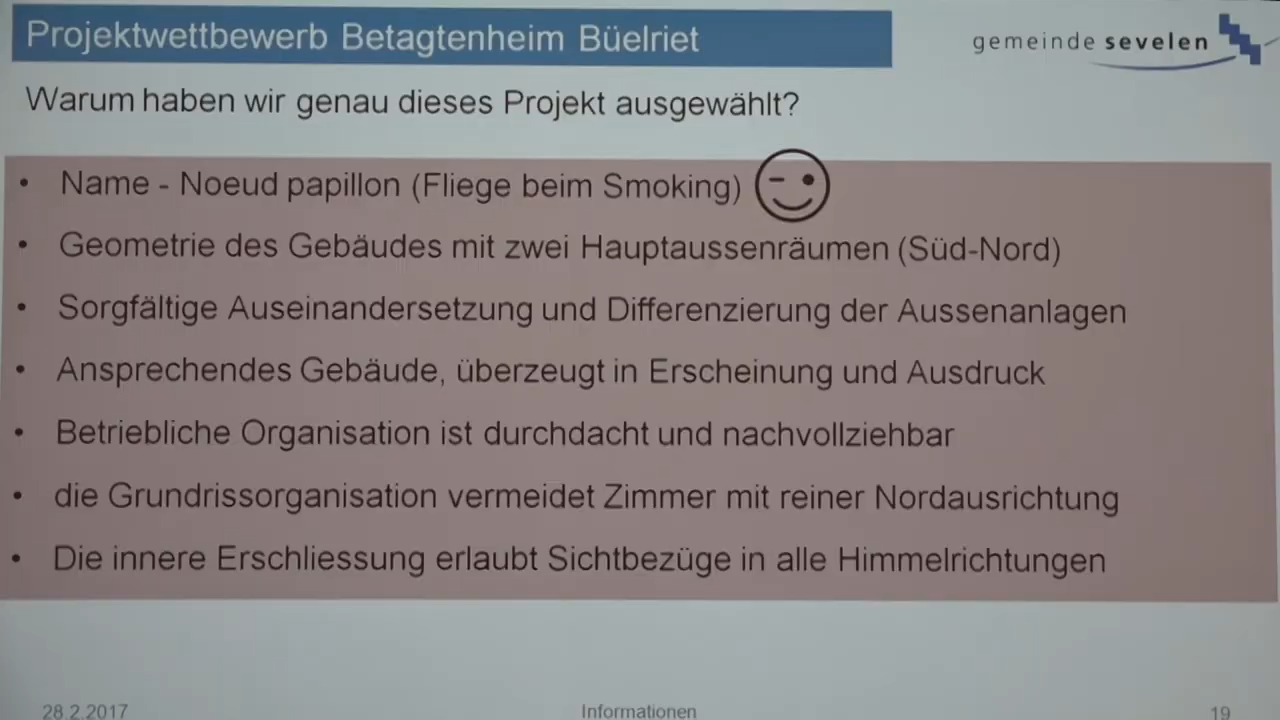 Projektwettbewerb Betagtenheim Büelriet
gemeinde sevelen
Warum haben wir genau dieses Projekt ausgewählt?
• Name - Noeud papillon (Fliege beim Smoking)
• Geometrie des Gebäudes mit zwei Hauptaussenräumen (Süd-Nord)
• Sorgfältige Auseinandersetzung und Differenzierung der Aussenanlagen
• Ansprechendes Gebäude, überzeugt in Erscheinung und Ausdruck
• Betriebliche Organisation ist durchdacht und nachvollziehbar
• die Grundrissorganisation vermeidet Zimmer mit reiner Nordausrichtung
• Die innere Erschliessung erlaubt Sichtbezüge in alle Himmelrichtungen
28.2.2017
Informationen
19